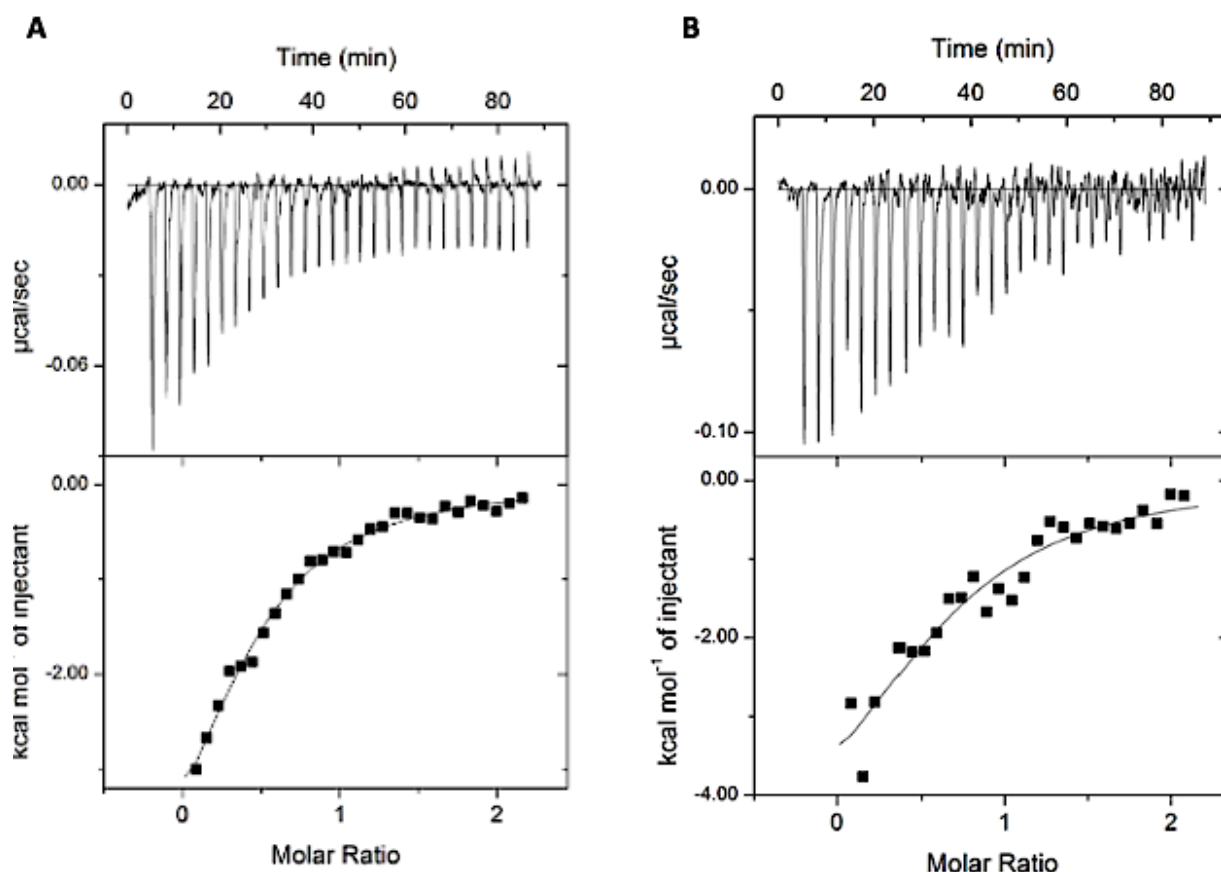 A
Time (min)
0 20 40 60 80
0.00
-0.06
µcal/sec
0.00
-2.00
kcal mol⁻¹ of injectant
0 1 2
Molar Ratio
B
Time (min)
0 20 40 60 80
0.00
-0.10
µcal/sec
0.00
-2.00
-4.00
kcal mol⁻¹ of injectant
0 1 2
Molar Ratio